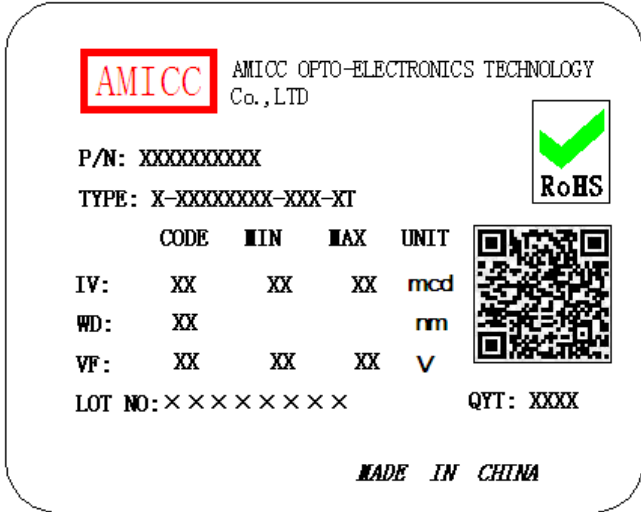 AMICC
AMICC OPTO-ELECTRONICS TECHNOLOGY
Co.,LTD
P/N: XXXXXXXXXX
RoHS
TYPE: X-XXXXXXXX-XXX-XT
CODE MIN MAX UNIT
IV: XX XX XX mcd
WD: XX nm
VF: XX XX XX V
LOT NO:×××××××× QYT: XXXX
MADE IN CHINA